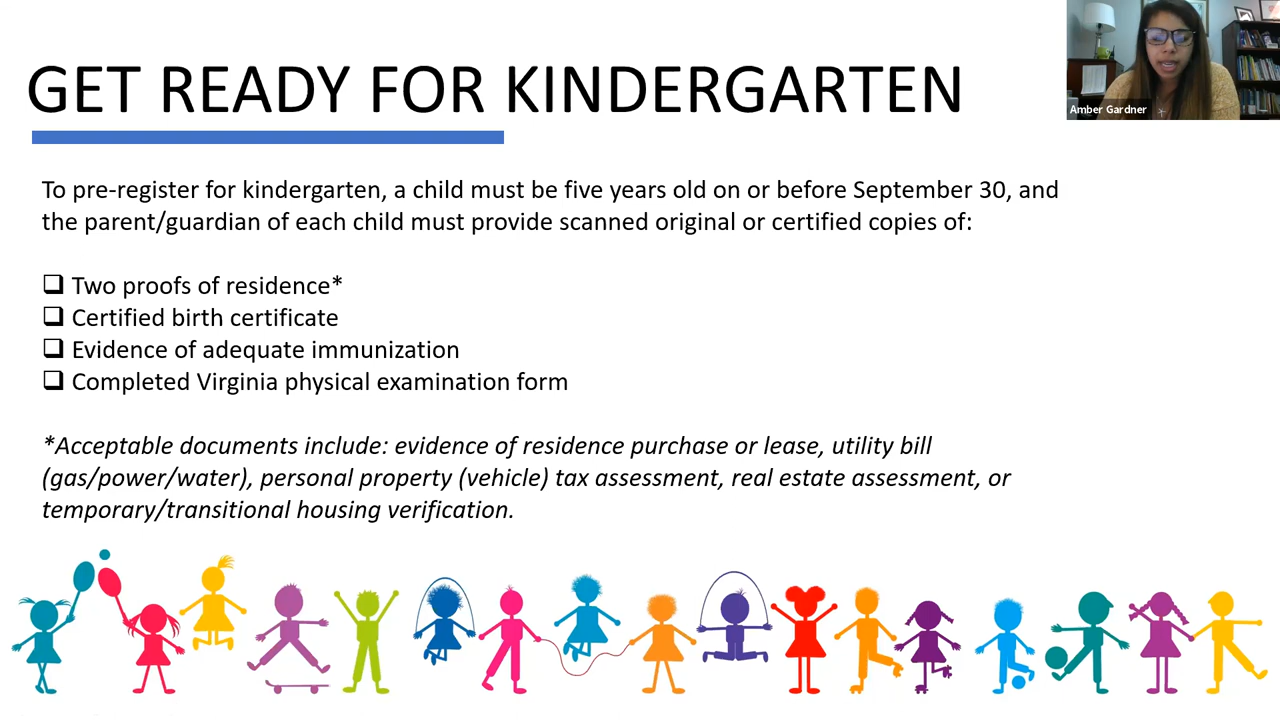 GET READY FOR KINDERGARTEN
Amber Gardner
To pre-register for kindergarten, a child must be five years old on or before September 30, and
the parent/guardian of each child must provide scanned original or certified copies of:
❑ Two proofs of residence*
❑ Certified birth certificate
❑ Evidence of adequate immunization
❑ Completed Virginia physical examination form
*Acceptable documents include: evidence of residence purchase or lease, utility bill
(gas/power/water), personal property (vehicle) tax assessment, real estate assessment, or
temporary/transitional housing verification.